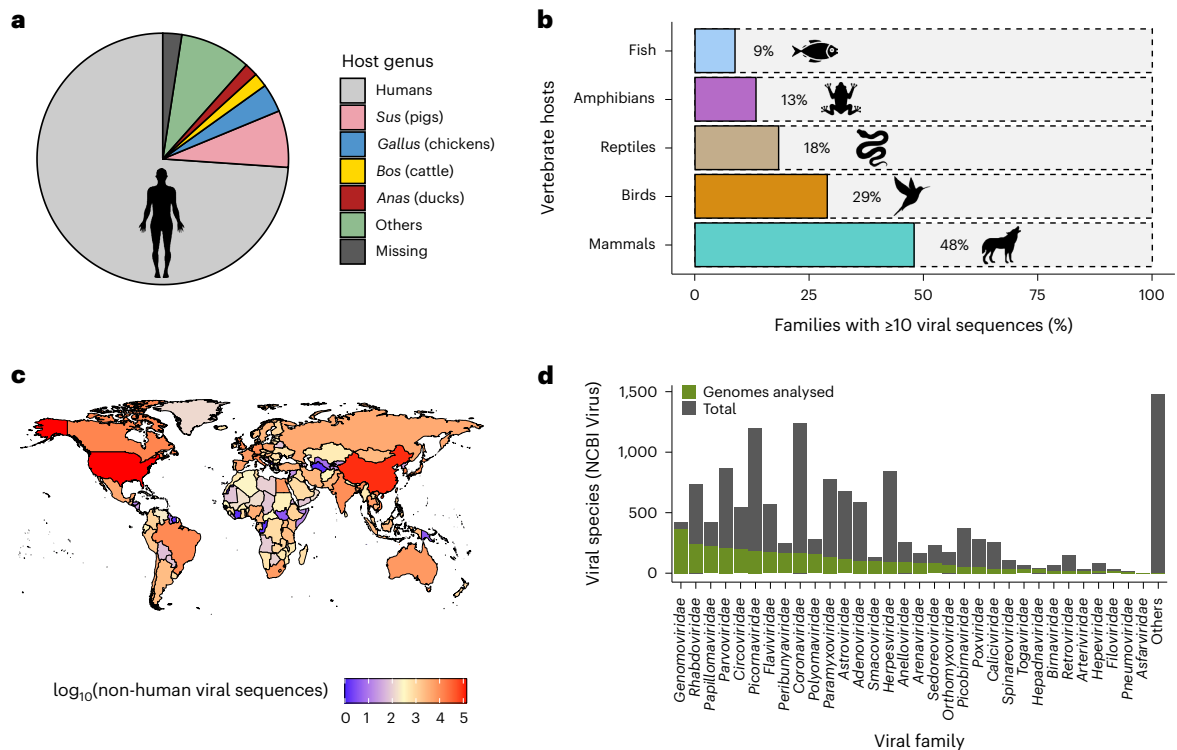 a
Host genus
Humans
Sus (pigs)
Gallus (chickens)
Bos (cattle)
Anas (ducks)
Others
Missing
b
Vertebrate hosts
Fish
Amphibians
Reptiles
Birds
Mammals
9%
13%
18%
29%
48%
0 25 50 75 100
Families with ≥10 viral sequences (%)
c
log10(non-human viral sequences)
0 1 2 3 4 5
d
Viral species (NCBI Virus)
1,500
1,000
500
0
Genomes analysed
Total
Genomoviridae
Rhabdoviridae
Papillomaviridae
Parvoviridae
Circoviridae
Picornaviridae
Flaviviridae
Peribunyaviridae
Coronaviridae
Polyomaviridae
Paramyxoviridae
Astroviridae
Adenoviridae
Smacoviridae
Herpesviridae
Anelloviridae
Arenaviridae
Sedoreoviridae
Orthomyxoviridae
Picobirnaviridae
Poxviridae
Caliciviridae
Spinareoviridae
Togaviridae
Hepadnaviridae
Birnaviridae
Retroviridae
Arteriviridae
Hepeviridae
Filoviridae
Pneumoviridae
Asfarviridae
Others
Viral family